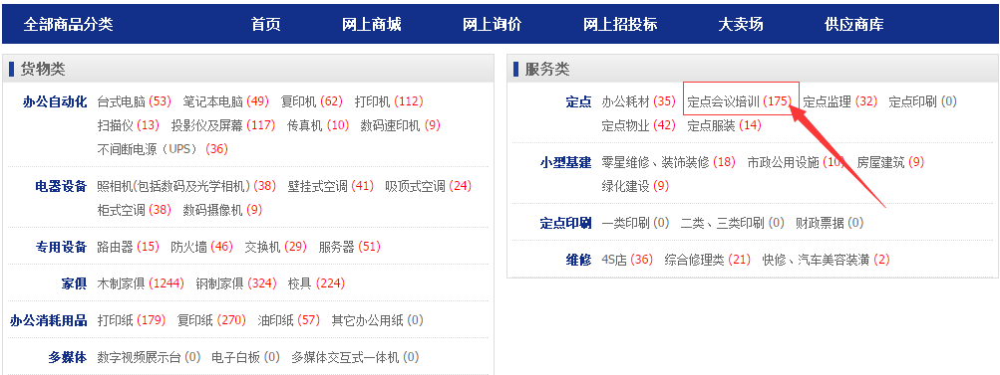 全部商品分类 首页 网上商城 网上询价 网上招投标 大卖场 供应商库
货物类
办公自动化 台式电脑 (53) 笔记本电脑 (49) 复印机 (62) 打印机 (112)
扫描仪 (13) 投影仪及屏幕 (117) 传真机 (10) 数码速印机 (9)
不间断电源（UPS） (36)
电器设备 照相机(包括数码及光学相机) (38) 壁挂式空调 (41) 吸顶式空调 (24)
柜式空调 (38) 数码摄像机 (9)
专用设备 路由器 (15) 防火墙 (46) 交换机 (29) 服务器 (51)
家俱 木制家俱 (1244) 钢制家俱 (324) 校具 (224)
办公消耗用品 打印纸 (179) 复印纸 (270) 油印纸 (57) 其它办公用纸 (0)
多媒体 数字视频展示台 (0) 电子白板 (0) 多媒体交互式一体机 (0)
服务类
定点 办公耗材 (35) 定点会议培训 (175) 定点监理 (32) 定点印刷 (0)
定点物业 (42) 定点服装 (14)
小型基建 零星维修、装饰装修 (18) 市政公用设施 (10) 房屋建筑 (9)
绿化建设 (9)
定点印刷 一类印刷 (0) 二类、三类印刷 (0) 财政票据 (0)
维修 4S店 (36) 综合修理类 (21) 快修、汽车美容装潢 (2)